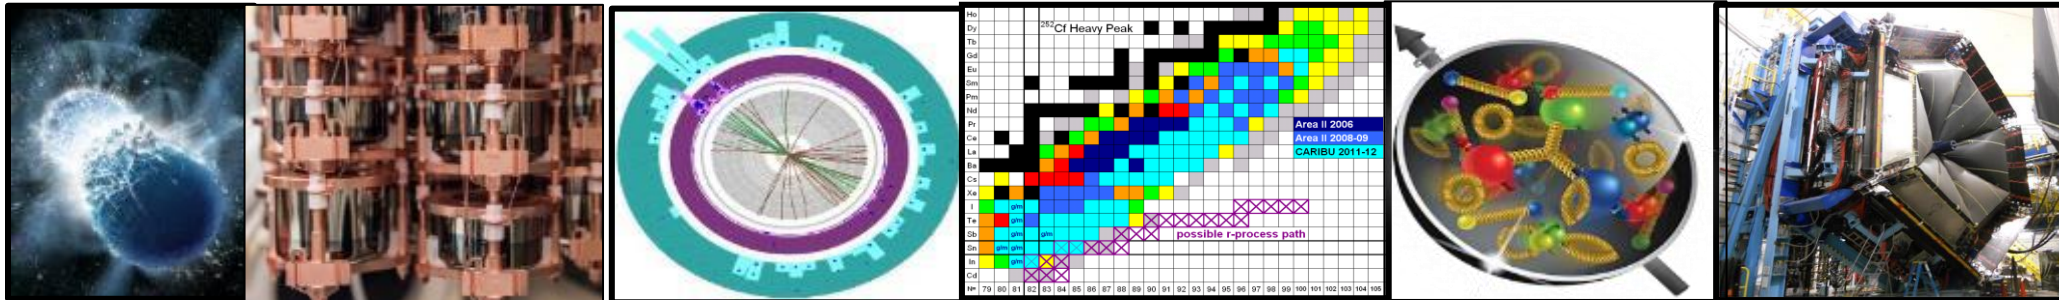 Ho
²⁵²Cf Heavy Peak
Dy
Tb
Gd
Eu
Sm
Pm
Nd
Pr
Area II 2006
Ce
Area II 2008-09
La
CARIBU 2011-12
Ba
Cs
Xe
I g/m
Te g/m
Sb g/m g/m
possible r-process path
Sn g/m g/m
In g/m
Cd
N= 79 80 81 82 83 84 85 86 87 88 89 90 91 92 93 94 95 96 97 98 99 100 101 102 103 104 105